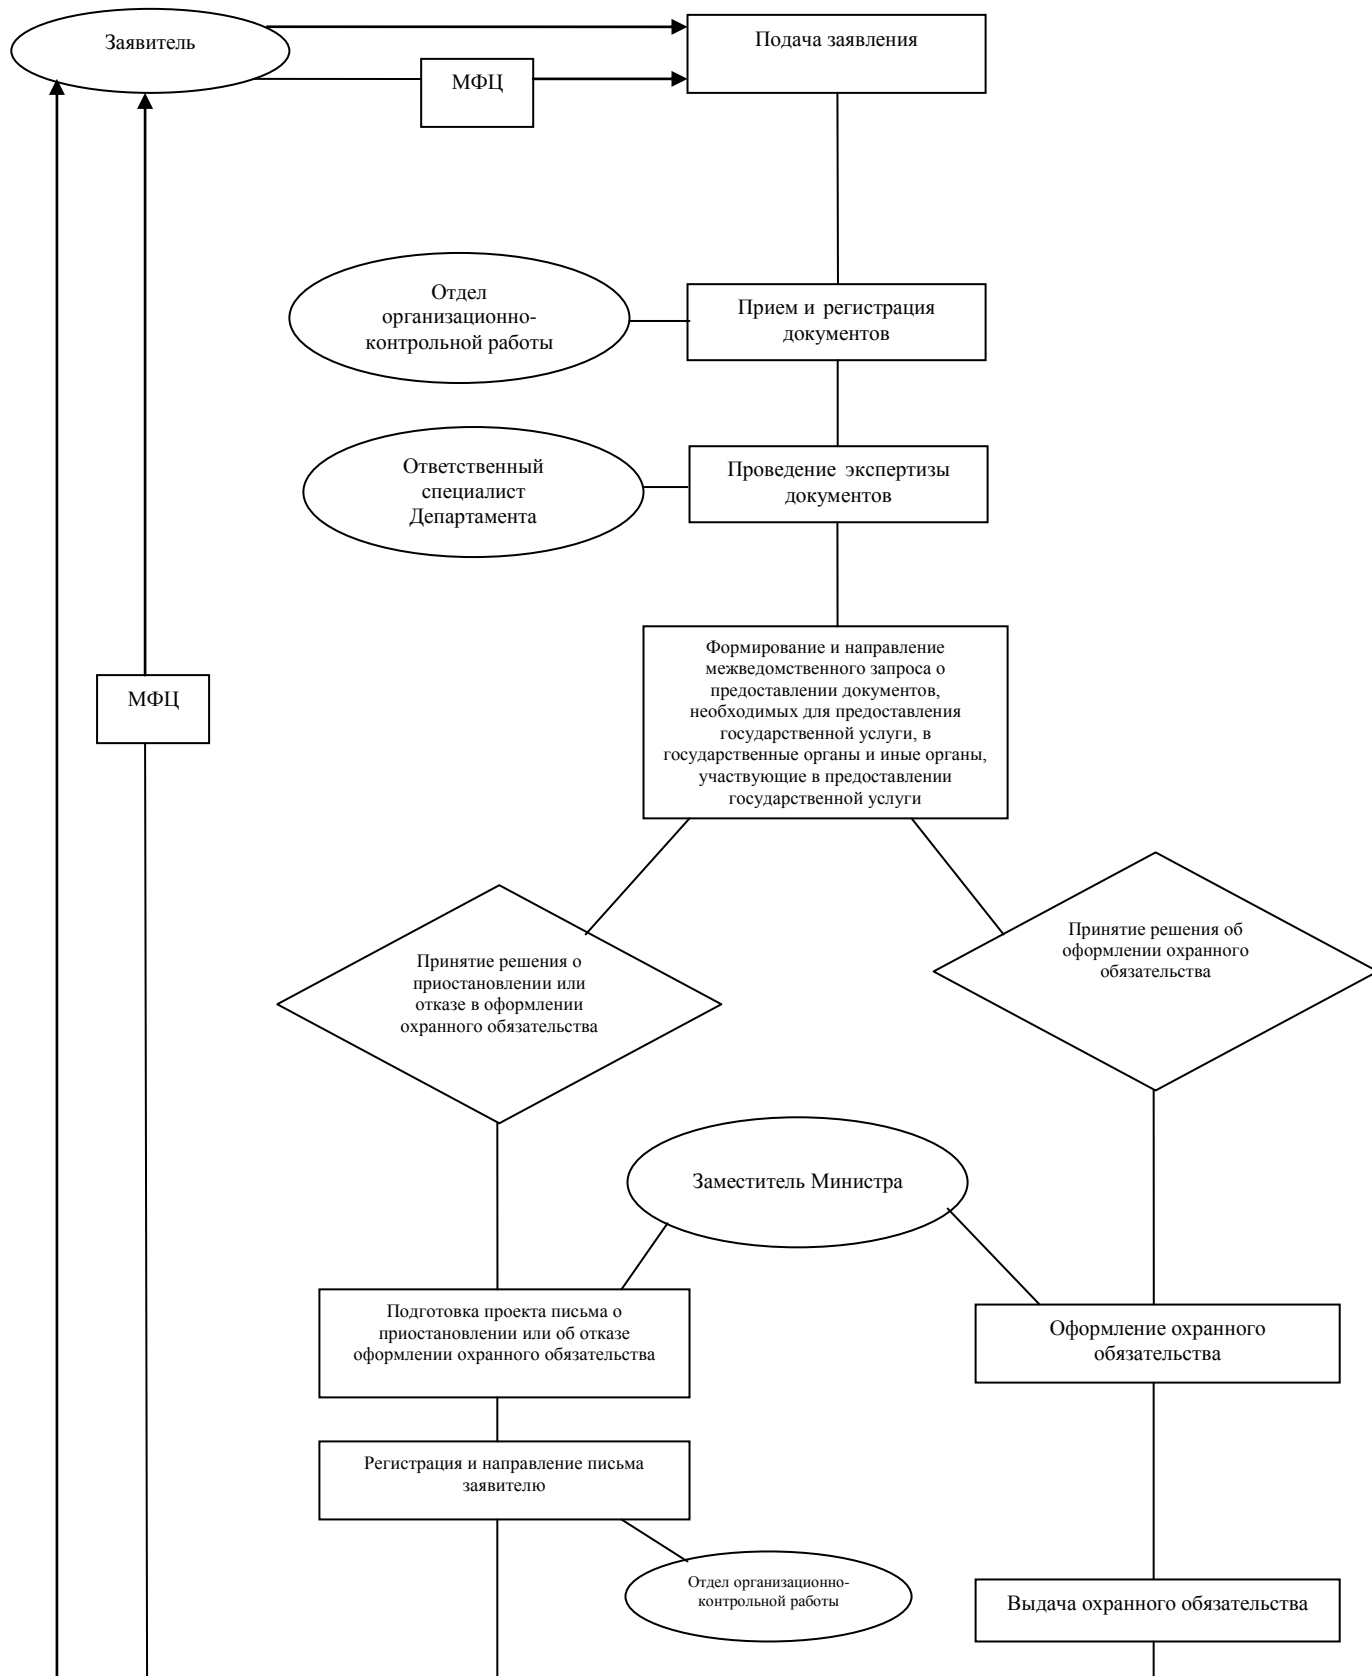 Заявитель
Подача заявления
МФЦ
Отдел
организационно-
контрольной работы
Прием и регистрация
документов
Ответственный
специалист
Департамента
Проведение экспертизы
документов
Формирование и направление
межведомственного запроса о
предоставлении документов,
необходимых для предоставления
государственной услуги, в
государственные органы и иные органы,
участвующие в предоставлении
государственной услуги
МФЦ
Принятие решения о
приостановлении или
отказе в оформлении
охранного обязательства
Принятие решения об
оформлении охранного
обязательства
Заместитель Министра
Подготовка проекта письма о
приостановлении или об отказе
оформлении охранного обязательства
Оформление охранного
обязательства
Регистрация и направление письма
заявителю
Отдел организационно-
контрольной работы
Выдача охранного обязательства